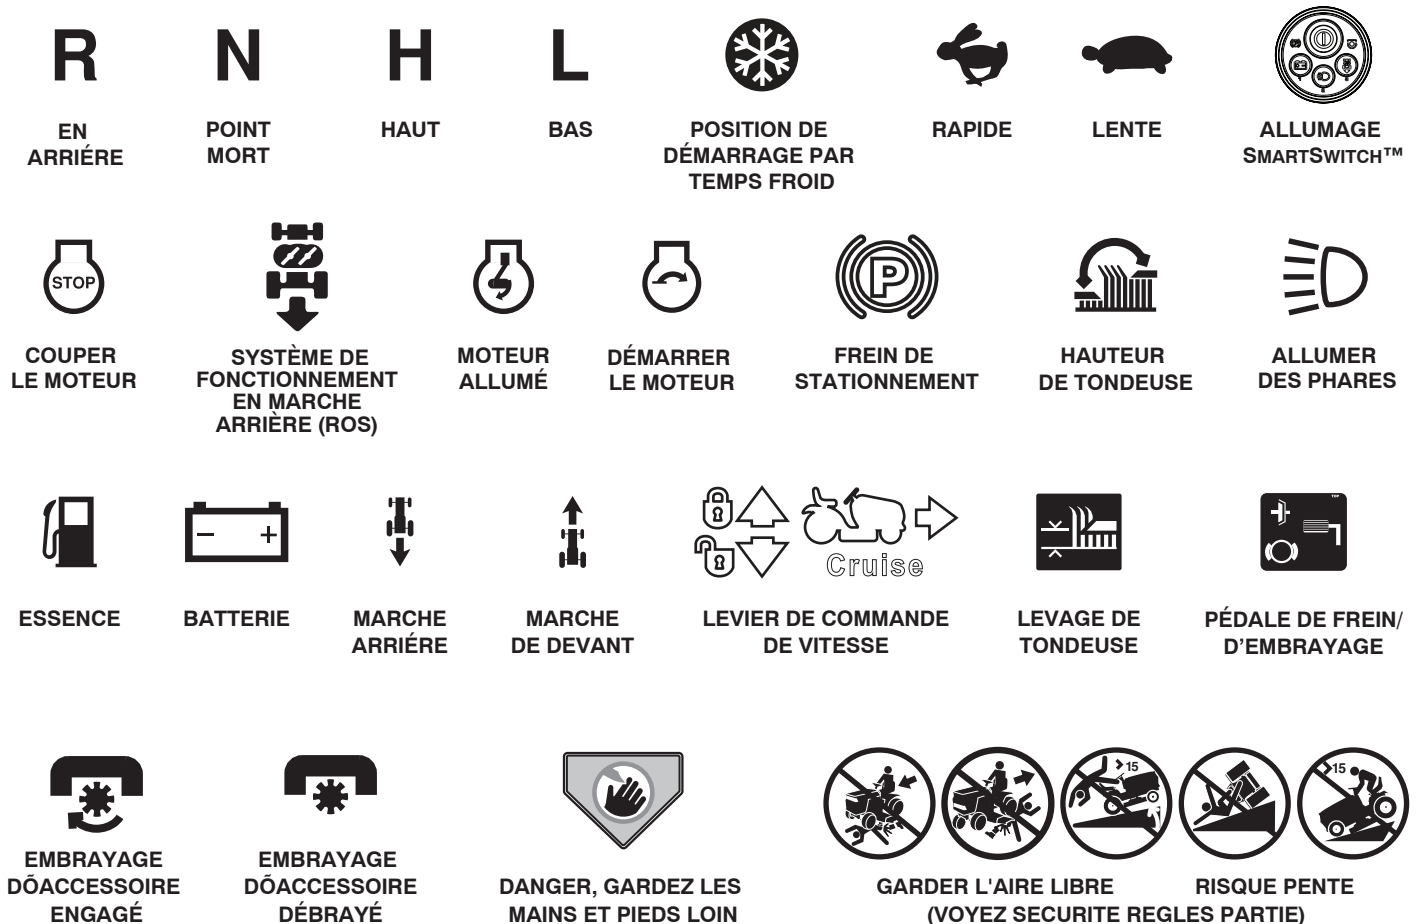 R N H L
EN POINT HAUT BAS POSITION DE RAPIDE LENTE ALLUMAGE
ARRIÉRE MORT DÉMARRAGE PAR SMARTSWITCH™
TEMPS FROID
STOP
P
COUPER SYSTÈME DE MOTEUR DÉMARRER FREIN DE HAUTEUR ALLUMER
LE MOTEUR FONCTIONNEMENT ALLUMÉ LE MOTEUR STATIONNEMENT DE TONDEUSE DES PHARES
EN MARCHE
ARRIÈRE (ROS)
TOP
Cruise
ESSENCE BATTERIE MARCHE MARCHE LEVIER DE COMMANDE LEVAGE DE PÉDALE DE FREIN/
ARRIÉRE DE DEVANT DE VITESSE TONDEUSE D’EMBRAYAGE
15 15
EMBRAYAGE EMBRAYAGE
DÕACCESSOIRE DÕACCESSOIRE DANGER, GARDEZ LES GARDER L'AIRE LIBRE RISQUE PENTE
ENGAGÉ DÉBRAYÉ MAINS ET PIEDS LOIN (VOYEZ SECURITE REGLES PARTIE)